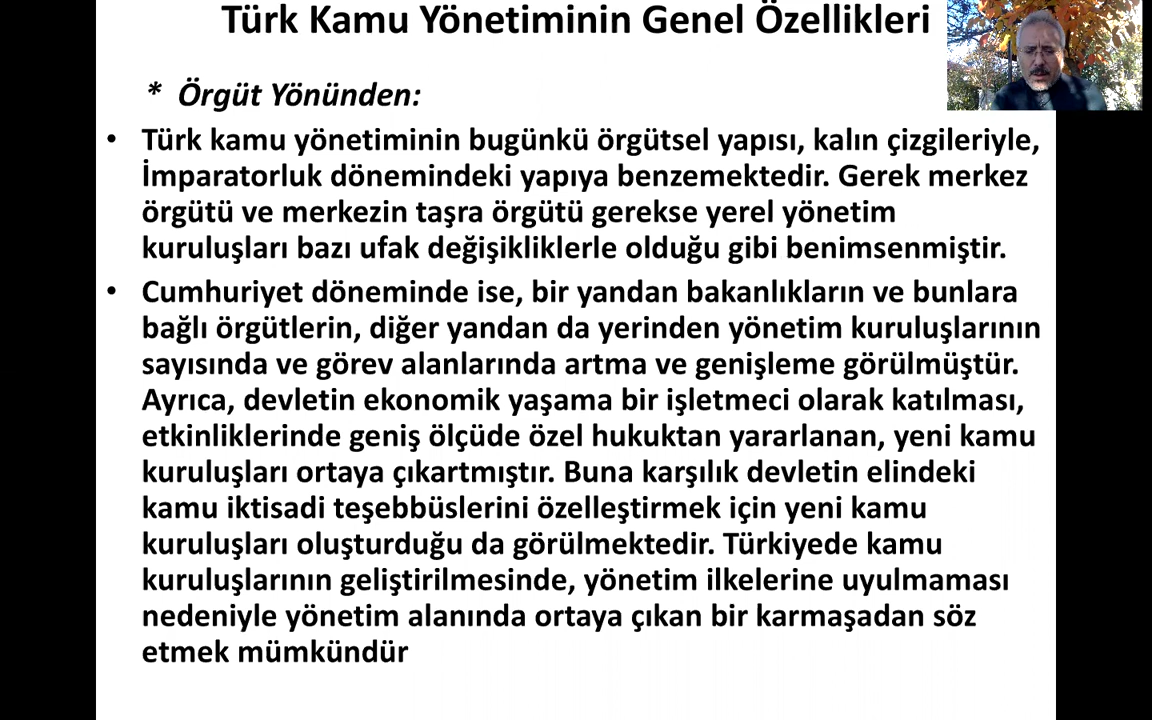 Türk Kamu Yönetiminin Genel Özellikleri
* Örgüt Yönünden:
• Türk kamu yönetiminin bugünkü örgütsel yapısı, kalın çizgileriyle,
İmparatorluk dönemindeki yapıya benzemektedir. Gerek merkez
örgütü ve merkezin taşra örgütü gerekse yerel yönetim
kuruluşları bazı ufak değişikliklerle olduğu gibi benimsenmiştir.
• Cumhuriyet döneminde ise, bir yandan bakanlıkların ve bunlara
bağlı örgütlerin, diğer yandan da yerinden yönetim kuruluşlarının
sayısında ve görev alanlarında artma ve genişleme görülmüştür.
Ayrıca, devletin ekonomik yaşama bir işletmeci olarak katılması,
etkinliklerinde geniş ölçüde özel hukuktan yararlanan, yeni kamu
kuruluşları ortaya çıkartmıştır. Buna karşılık devletin elindeki
kamu iktisadi teşebbüslerini özelleştirmek için yeni kamu
kuruluşları oluşturduğu da görülmektedir. Türkiyede kamu
kuruluşlarının geliştirilmesinde, yönetim ilkelerine uyulmaması
nedeniyle yönetim alanında ortaya çıkan bir karmaşadan söz
etmek mümkündür